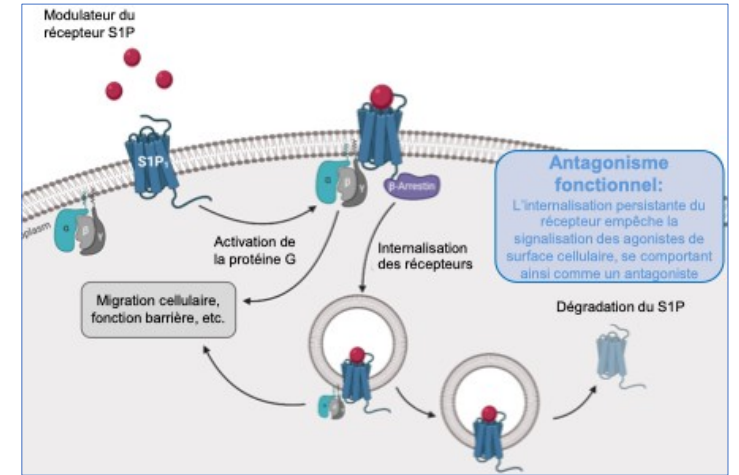 Modulateur du
récepteur S1P
S1P₁
α
β
γ
oplasm
α
β
γ
β-Arrestin
Antagonisme
fonctionnel:
L'internalisation persistante du
récepteur empêche la
signalisation des agonistes de
surface cellulaire, se comportant
ainsi comme un antagoniste
Activation de
la protéine G
Internalisation
des récepteurs
Migration cellulaire,
fonction barrière, etc.
Dégradation du S1P